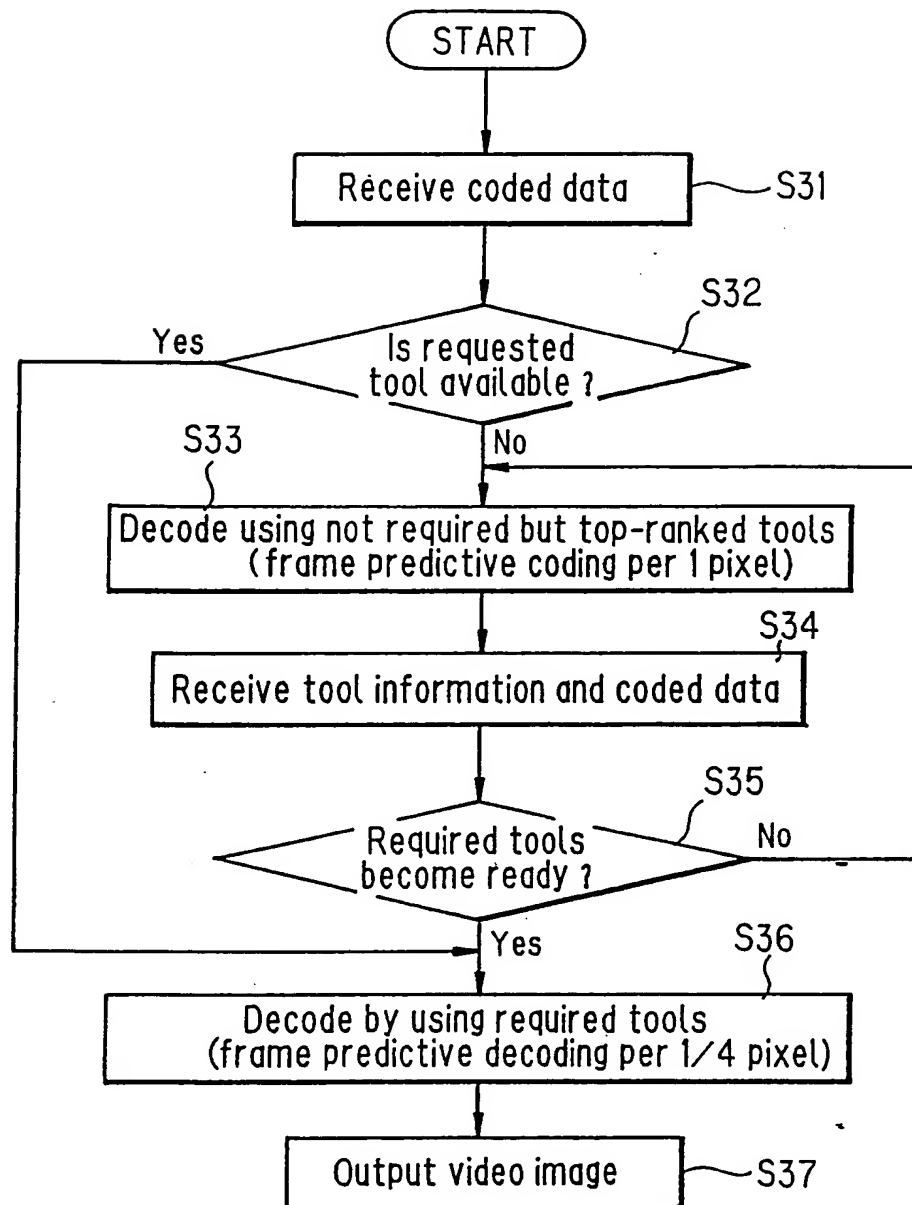 START
Receive coded data
S31
S32
Yes
Is requested
tool available ?
No
S33
Decode using not required but top-ranked tools
(frame predictive coding per 1 pixel)
S34
Receive tool information and coded data
S35
Required tools
become ready ?
No
Yes
S36
Decode by using required tools
(frame predictive decoding per 1/4 pixel)
Output video image
S37